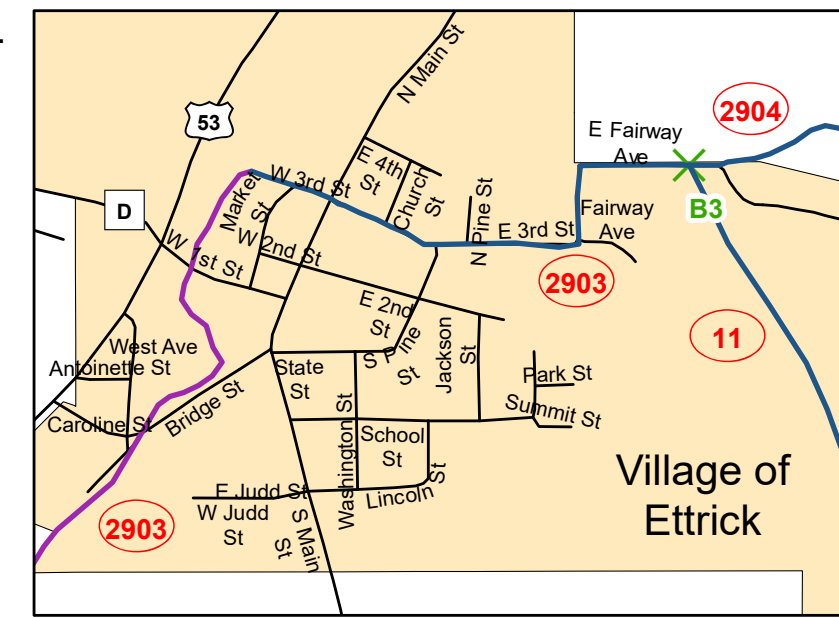 N Main St
53
2904
E Fairway
Ave
B3
E 4th
St
W 3rd St
Church
St
Market
St
D
N Pine St
E 3rd St
Fairway
Ave
W 2nd St
W 1st St
2903
E 2nd
St
11
S Pine
St
Jackson
St
West Ave
Antoinette St
State
St
Park St
Summit St
Caroline St
Bridge St
Washington St
School
St
Village of
Ettrick
E Judd St
W Judd
St
Lincoln St
S Main
St
2903